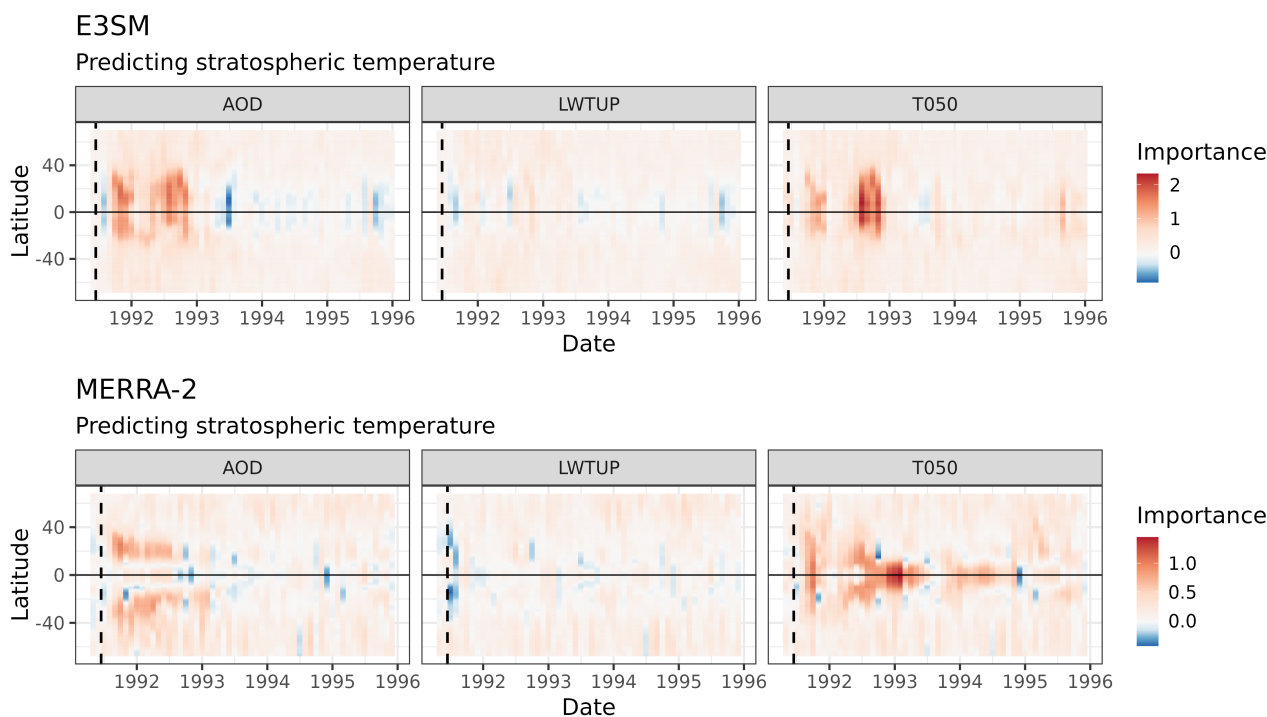 E3SM
Predicting stratospheric temperature
AOD LWTUP T050
Latitude
40
0
-40
1992 1993 1994 1995 1996 1992 1993 1994 1995 1996 1992 1993 1994 1995 1996
Date
Importance
2
1
0
MERRA-2
Predicting stratospheric temperature
AOD LWTUP T050
Latitude
40
0
-40
1992 1993 1994 1995 1996 1992 1993 1994 1995 1996 1992 1993 1994 1995 1996
Date
Importance
1.0
0.5
0.0